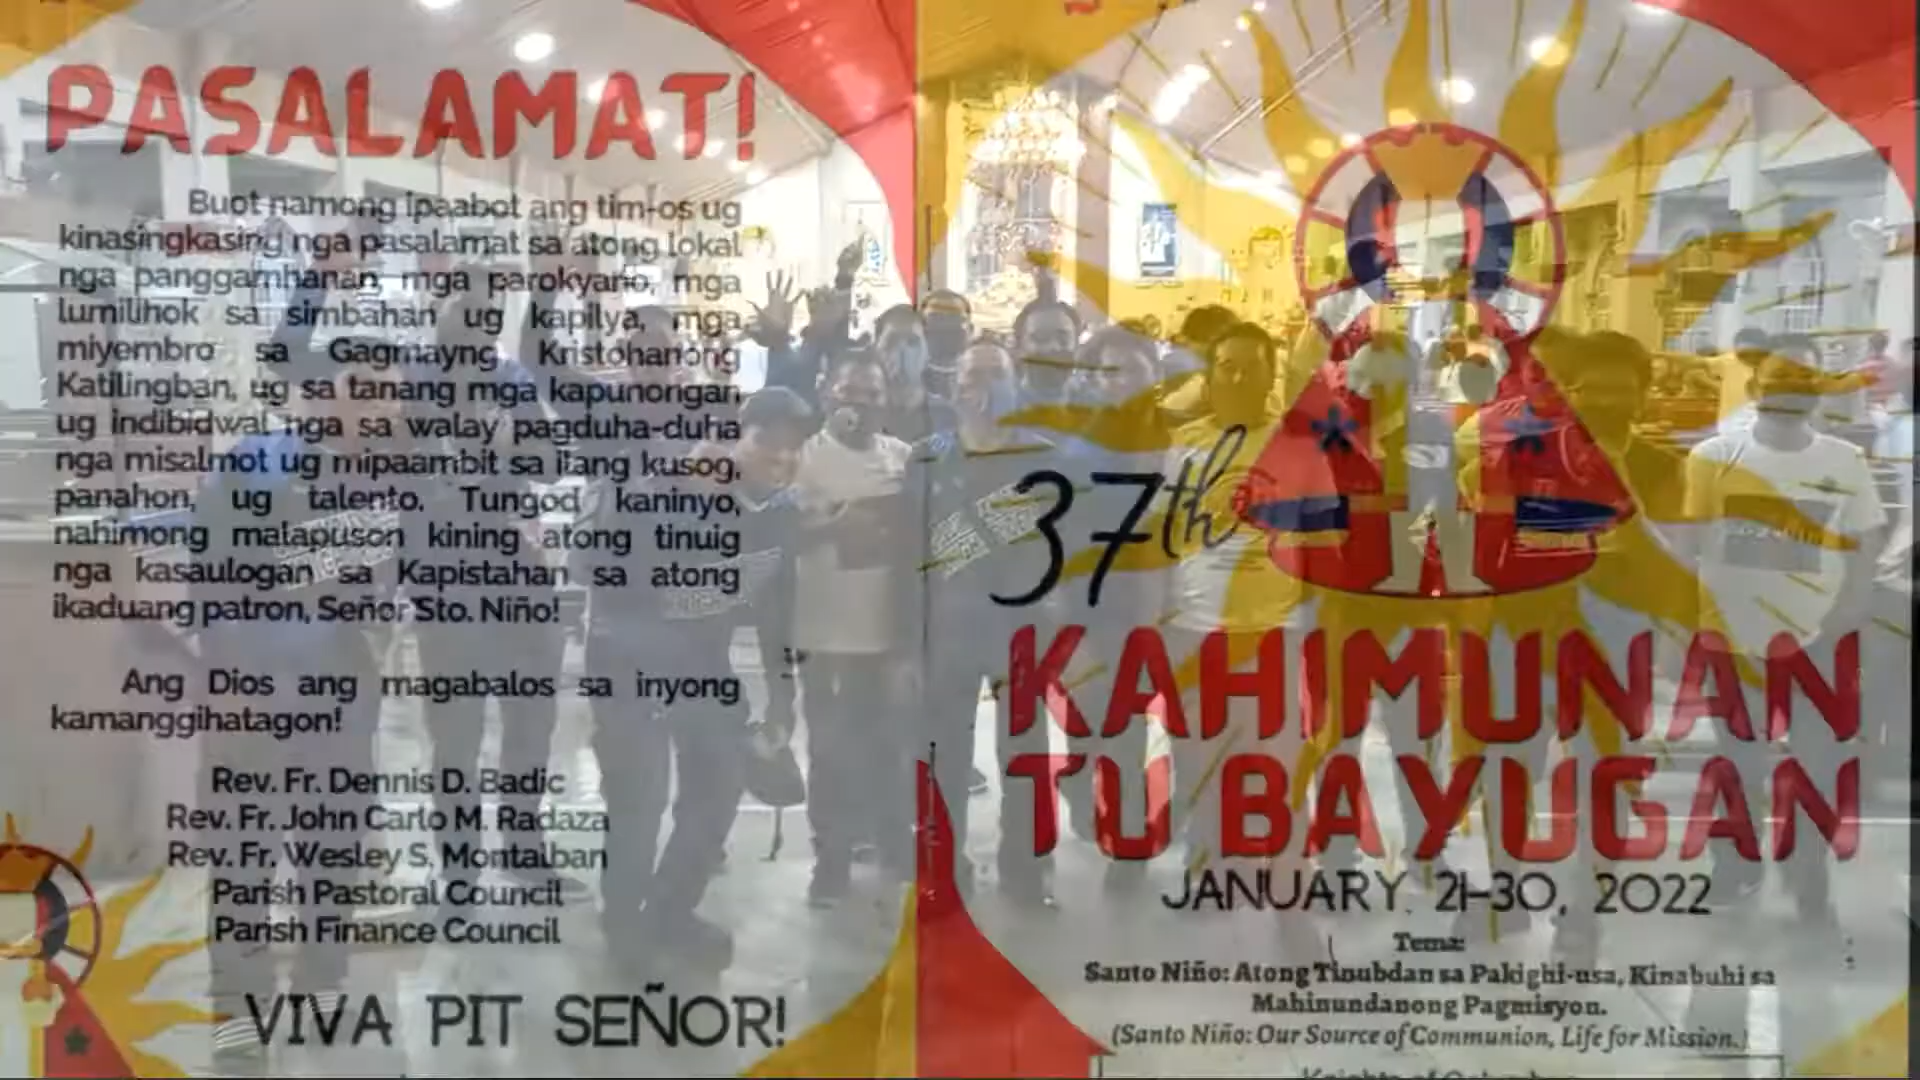 PASALAMAT!
Buot namong ipaabot ang tim-os ug
kinasingkasing nga pasalamat sa atong lokal
nga panggamhanan, mga parokyano, mga
lumilihok sa simbahan ug kapilya, mga
miyembro sa Gagmayng Kristohanong
Katilingban, ug sa tanang mga kapunongan
ug indibidwal nga sa walay pagduha-duha
nga misalmot ug mipaambit sa ilang kusog,
panahon, ug talento. Tungod kaninyo,
nahimong malapuson kining atong tinuig
nga kasaulogan sa Kapistahan sa atong
ikaduang patron, Señor Sto. Niño!
Ang Dios ang magabalos sa inyong
kamanggihatagon!
Rev. Fr. Dennis D. Badic
Rev. Fr. John Carlo M. Radaza
Rev. Fr. Wesley S. Montalban
Parish Pastoral Council
Parish Finance Council
VIVA PIT SEÑOR!
37th
KAHIMUNAN
TU BAYUGAN
JANUARY 21-30, 2022
Tema:
Santo Niño: Atong Tinubdan sa Pakighi-usa, Kinabuhi sa
Mahinundanong Pagmisyon.
(Santo Niño: Our Source of Communion, Life for Mission.)
Knights of Columbus